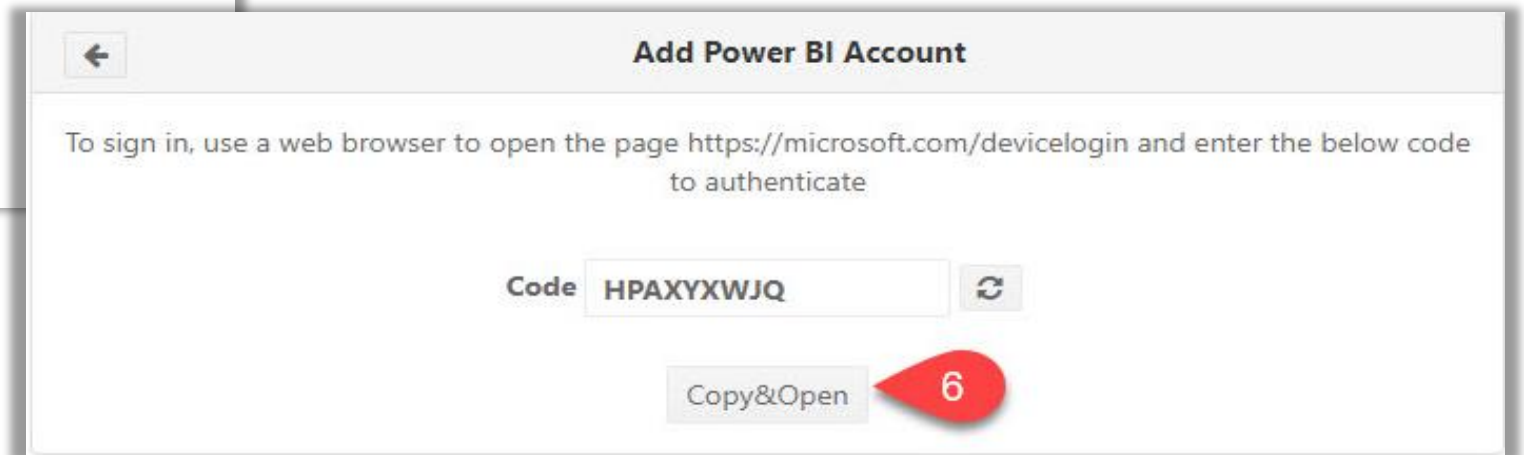 Add Power BI Account
To sign in, use a web browser to open the page https://microsoft.com/devicelogin and enter the below code
to authenticate
Code HPAXYXWJQ
Copy&Open 6